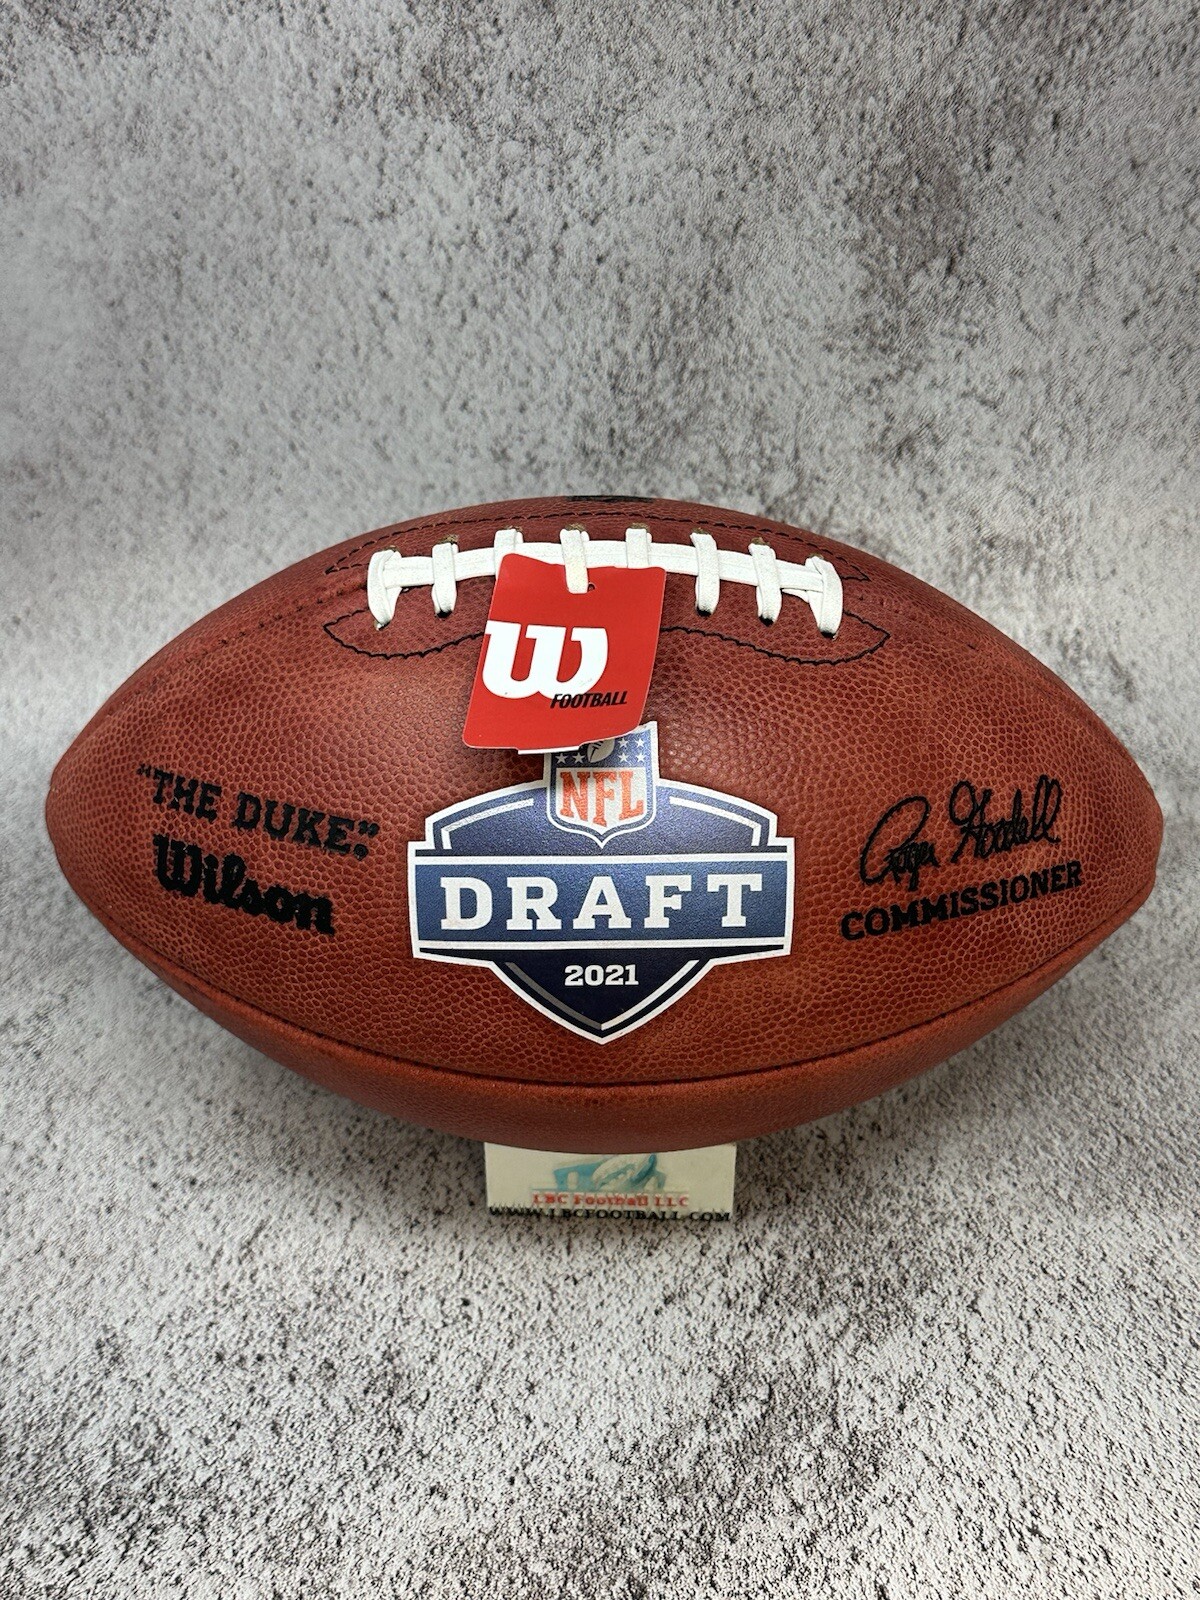 W
FOOTBALL
NFL
DRAFT
2021
"THE DUKE"
Wilson
Roger Goodell
COMMISSIONER
LBC Football LLC
WWW.LBCFOOTBALL.COM